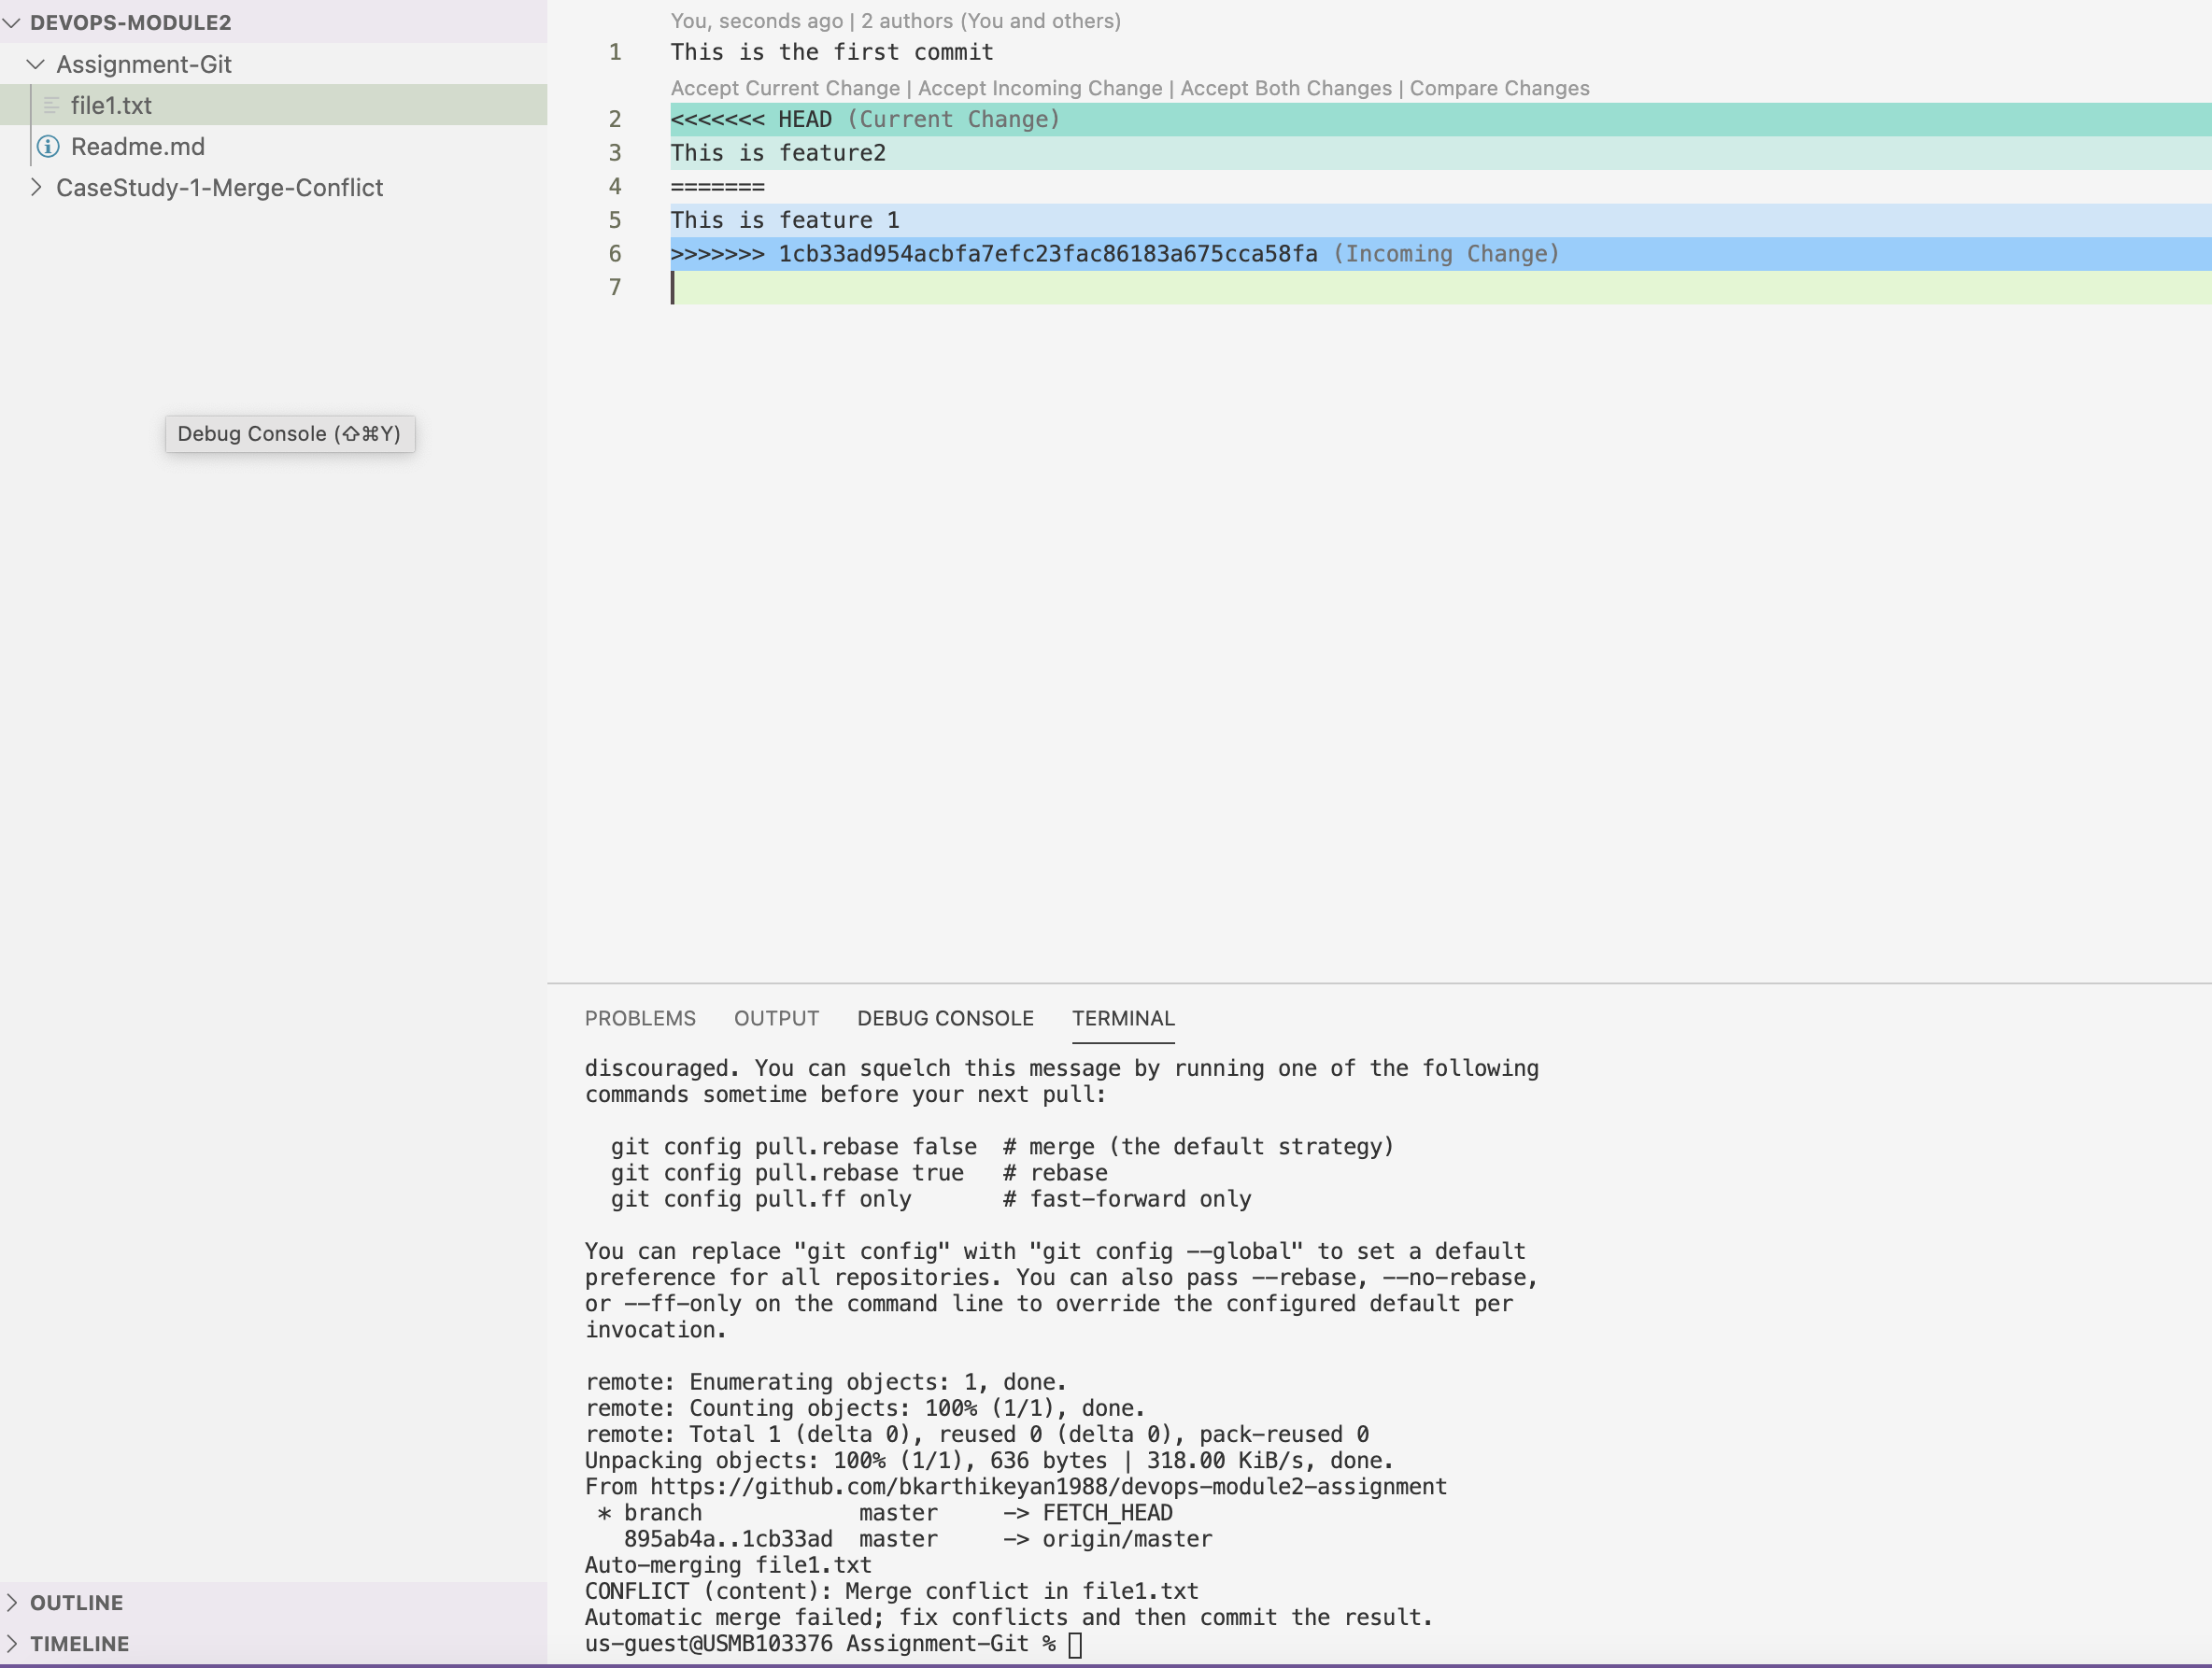 DEVOPS-MODULE2
Assignment-Git
file1.txt
Readme.md
CaseStudy-1-Merge-Conflict
Debug Console (⇧⌘Y)
OUTLINE
TIMELINE
You, seconds ago | 2 authors (You and others)
1 This is the first commit
Accept Current Change | Accept Incoming Change | Accept Both Changes | Compare Changes
2 <<<<<<< HEAD (Current Change)
3 This is feature2
4 =======
5 This is feature 1
6 >>>>>>> 1cb33ad954acbfa7efc23fac86183a675cca58fa (Incoming Change)
7
PROBLEMS OUTPUT DEBUG CONSOLE TERMINAL
discouraged. You can squelch this message by running one of the following
commands sometime before your next pull:
git config pull.rebase false # merge (the default strategy)
git config pull.rebase true # rebase
git config pull.ff only # fast-forward only
You can replace "git config" with "git config --global" to set a default
preference for all repositories. You can also pass --rebase, --no-rebase,
or --ff-only on the command line to override the configured default per
invocation.
remote: Enumerating objects: 1, done.
remote: Counting objects: 100% (1/1), done.
remote: Total 1 (delta 0), reused 0 (delta 0), pack-reused 0
Unpacking objects: 100% (1/1), 636 bytes | 318.00 KiB/s, done.
From https://github.com/bkarthikeyan1988/devops-module2-assignment
* branch master -> FETCH_HEAD
895ab4a..1cb33ad master -> origin/master
Auto-merging file1.txt
CONFLICT (content): Merge conflict in file1.txt
Automatic merge failed; fix conflicts and then commit the result.
us-guest@USMB103376 Assignment-Git %